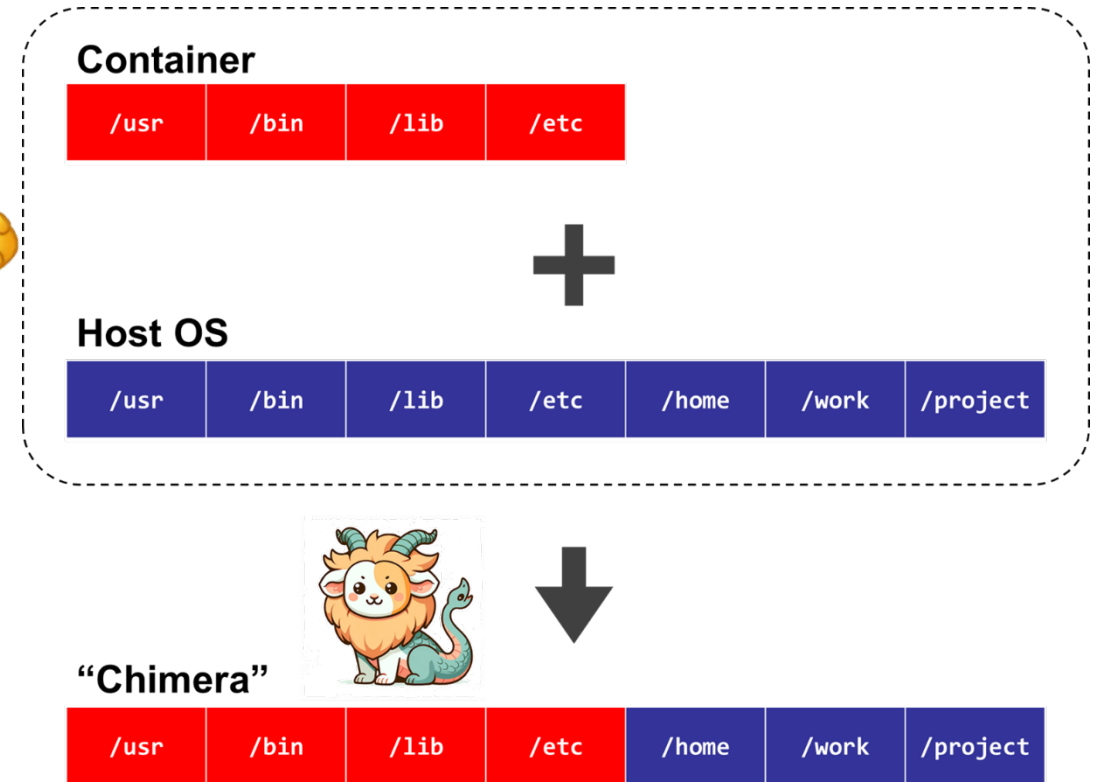 Container
/usr /bin /lib /etc
Host OS
/usr /bin /lib /etc /home /work /project
“Chimera”
/usr /bin /lib /etc /home /work /project